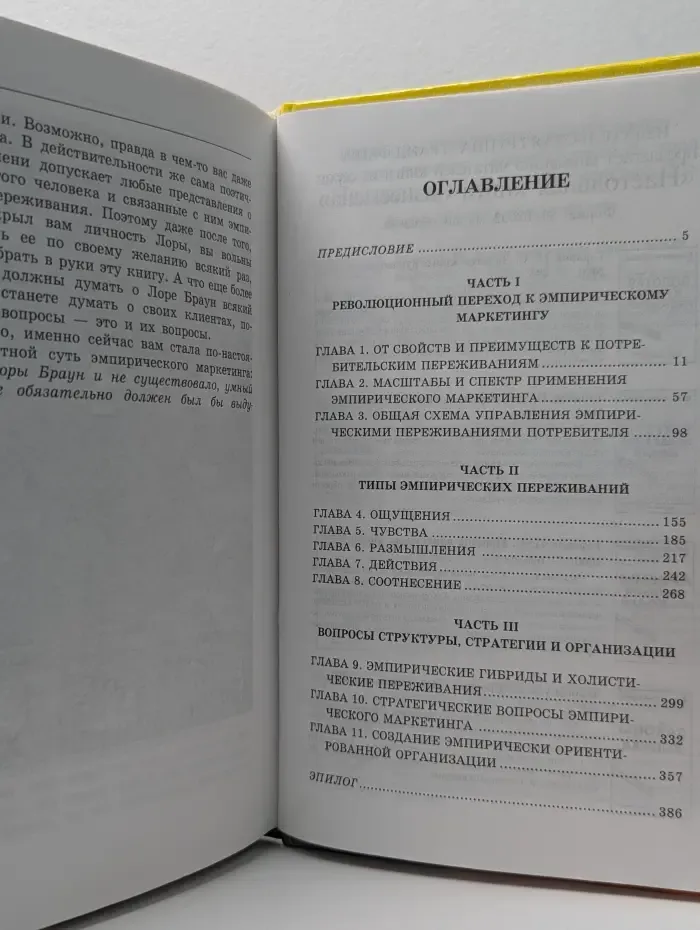 и. Возможно, правда в чем-то вас даже
а. В действительности же сама поэтич-
ени допускает любые представления о
того человека и связанные с ним эмпи-
ереживания. Поэтому даже после того,
крыл вам личность Лоры, вы вольны
ь ее по своему желанию всякий раз,
брать в руки эту книгу. А что еще более
должны думать о Лоре Браун всякий
станете думать о своих клиентах, по-
вопросы — это и их вопросы.
о, именно сейчас вам стала по-настоя-
тной суть эмпирического маркетинга:
оры Браун и не существовало, умный
г обязательно должен был бы выду-
ОГЛАВЛЕНИЕ
ПРЕДИСЛОВИЕ 5
ЧАСТЬ I
РЕВОЛЮЦИОННЫЙ ПЕРЕХОД К ЭМПИРИЧЕСКОМУ
МАРКЕТИНГУ
ГЛАВА 1. ОТ СВОЙСТВ И ПРЕИМУЩЕСТВ К ПОТРЕ-
БИТЕЛЬСКИМ ПЕРЕЖИВАНИЯМ 11
ГЛАВА 2. МАСШТАБЫ И СПЕКТР ПРИМЕНЕНИЯ
ЭМПИРИЧЕСКОГО МАРКЕТИНГА 57
ГЛАВА 3. ОБЩАЯ СХЕМА УПРАВЛЕНИЯ ЭМПИРИ-
ЧЕСКИМИ ПЕРЕЖИВАНИЯМИ ПОТРЕБИТЕЛЯ 98
ЧАСТЬ II
ТИПЫ ЭМПИРИЧЕСКИХ ПЕРЕЖИВАНИЙ
ГЛАВА 4. ОЩУЩЕНИЯ 155
ГЛАВА 5. ЧУВСТВА 185
ГЛАВА 6. РАЗМЫШЛЕНИЯ 217
ГЛАВА 7. ДЕЙСТВИЯ 242
ГЛАВА 8. СООТНЕСЕНИЕ 268
ЧАСТЬ III
ВОПРОСЫ СТРУКТУРЫ, СТРАТЕГИИ И ОРГАНИЗАЦИИ
ГЛАВА 9. ЭМПИРИЧЕСКИЕ ГИБРИДЫ И ХОЛИСТИ-
ЧЕСКИЕ ПЕРЕЖИВАНИЯ 299
ГЛАВА 10. СТРАТЕГИЧЕСКИЕ ВОПРОСЫ ЭМПИРИ-
ЧЕСКОГО МАРКЕТИНГА 332
ГЛАВА 11. СОЗДАНИЕ ЭМПИРИЧЕСКИ ОРИЕНТИ-
РОВАННОЙ ОРГАНИЗАЦИИ 357
ЭПИЛОГ 386